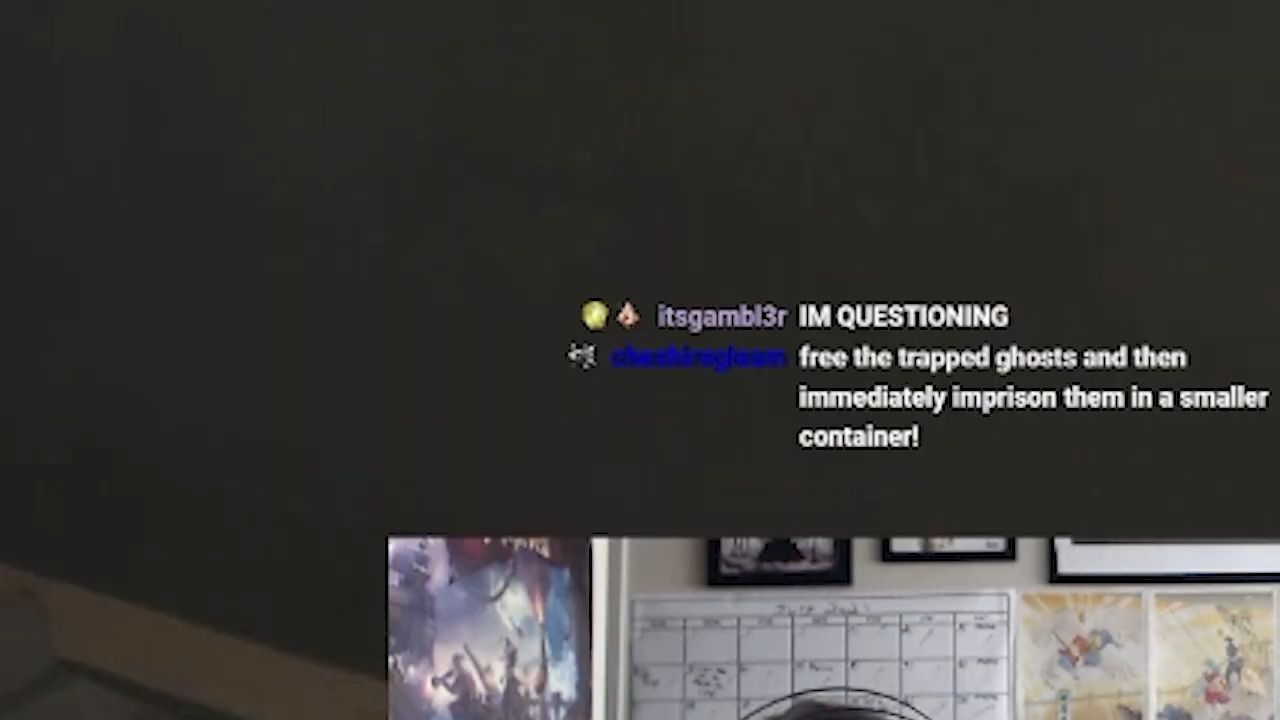 itsgambl3r IM QUESTIONING
free the trapped ghosts and then
immediately imprison them in a smaller
container!